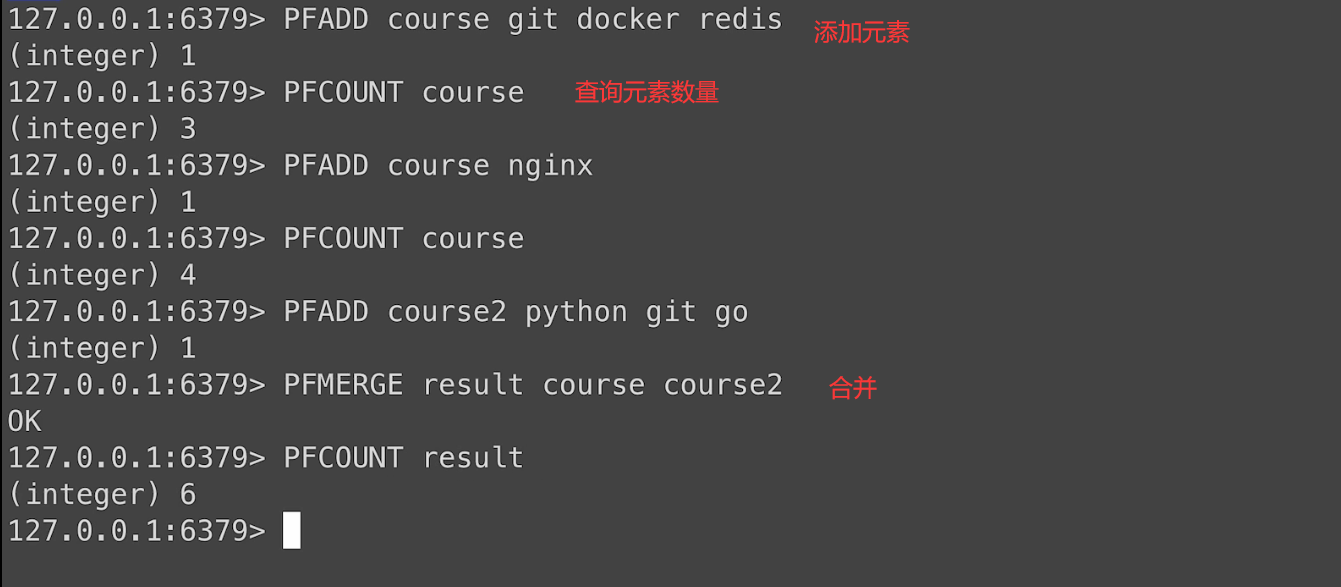 127.0.0.1:6379> PFADD course git docker redis 添加元素
(integer) 1
127.0.0.1:6379> PFCOUNT course 查询元素数量
(integer) 3
127.0.0.1:6379> PFADD course nginx
(integer) 1
127.0.0.1:6379> PFCOUNT course
(integer) 4
127.0.0.1:6379> PFADD course2 python git go
(integer) 1
127.0.0.1:6379> PFMERGE result course course2 合并
OK
127.0.0.1:6379> PFCOUNT result
(integer) 6
127.0.0.1:6379>